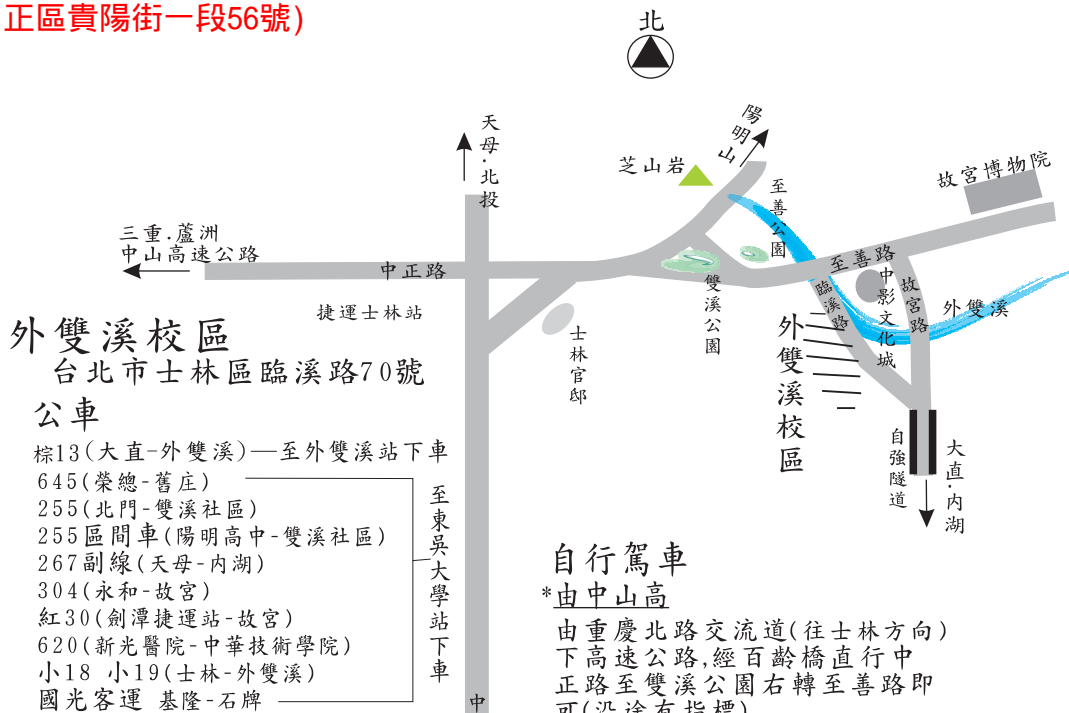 正區貴陽街一段56號)
北
陽明山
天母.北投
芝山岩
至善公園
故宮博物院
三重.蘆洲
中山高速公路
中正路
至善路
捷運士林站
雙溪公園
臨溪路
中影文化城
故宮路
外雙溪
士林官邸
外雙溪校區
自強隧道
大直.內湖
外雙溪校區
台北市士林區臨溪路70號
公車
棕13(大直-外雙溪)—至外雙溪站下車
645(榮總-舊庄)
255(北門-雙溪社區)
255區間車(陽明高中-雙溪社區)
267副線(天母-內湖)
304(永和-故宮)
紅30(劍潭捷運站-故宮)
620(新光醫院-中華技術學院)
小18 小19(士林-外雙溪)
國光客運 基隆-石牌
至東吳大學站下車
中
自行駕車
*由中山高
由重慶北路交流道(往士林方向)
下高速公路,經百齡橋直行中
正路至雙溪公園右轉至善路即
可(沿途有指標)